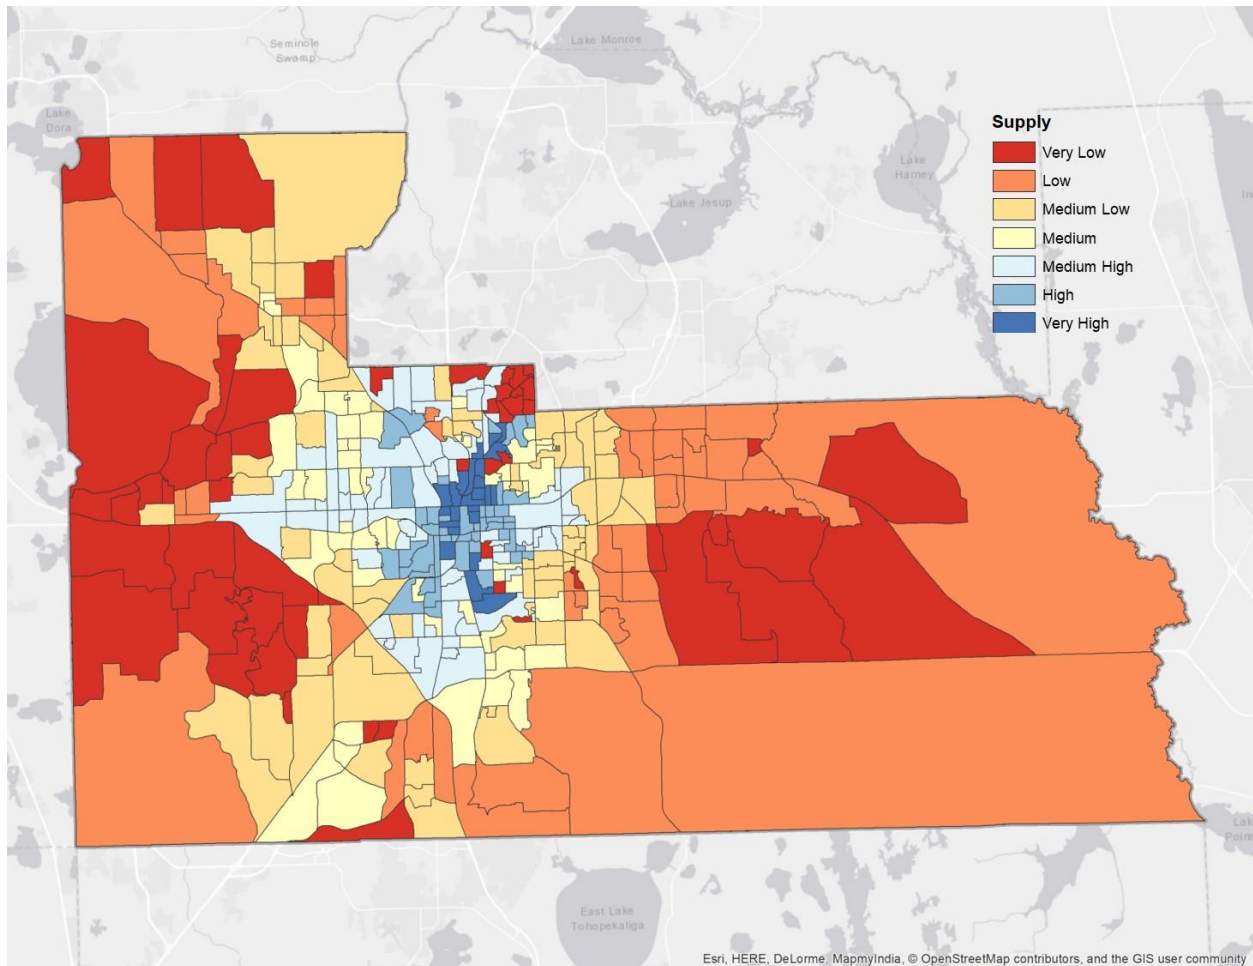 Lake Monroe
Seminole
Swamp
Lake
Dora
Lake
Harney
Lake Jesup
Supply
Very Low
Low
Medium Low
Medium
Medium High
High
Very High
East Lake
Tohopekaliga
Esri, HERE, DeLorme, MapmyIndia, © OpenStreetMap contributors, and the GIS user community